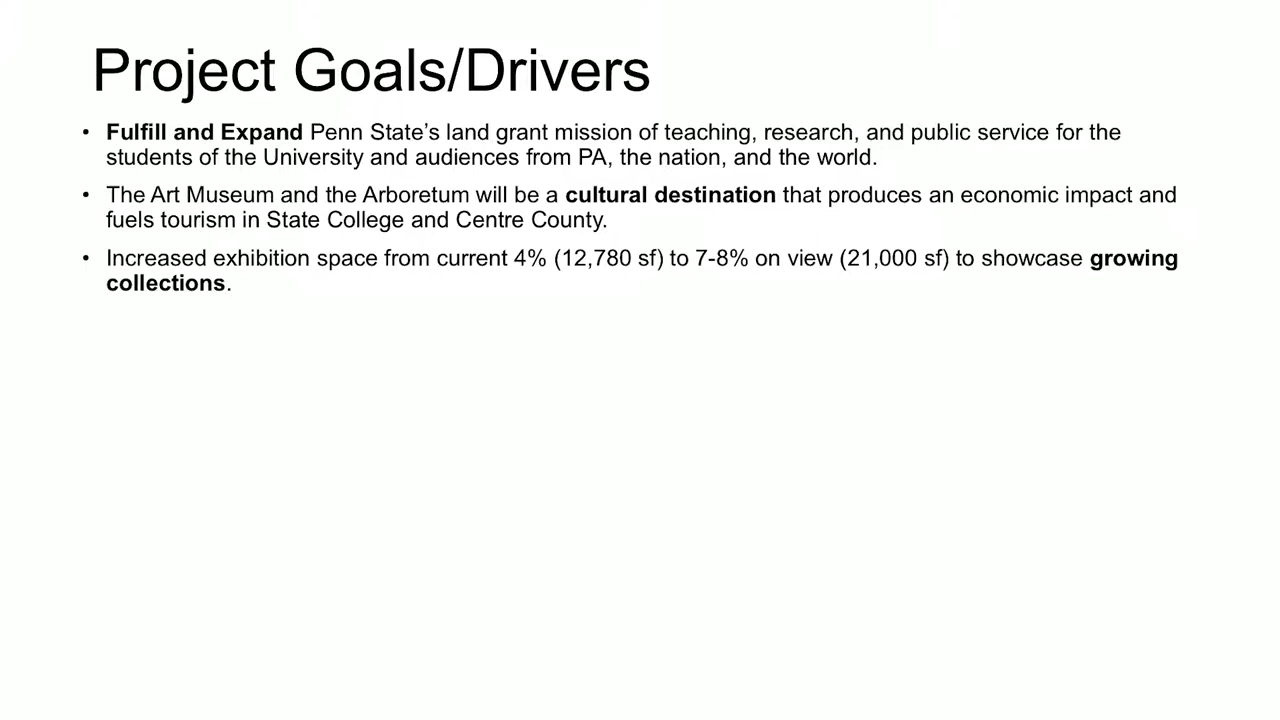 Project Goals/Drivers
• Fulfill and Expand Penn State’s land grant mission of teaching, research, and public service for the
students of the University and audiences from PA, the nation, and the world.
• The Art Museum and the Arboretum will be a cultural destination that produces an economic impact and
fuels tourism in State College and Centre County.
• Increased exhibition space from current 4% (12,780 sf) to 7-8% on view (21,000 sf) to showcase growing
collections.